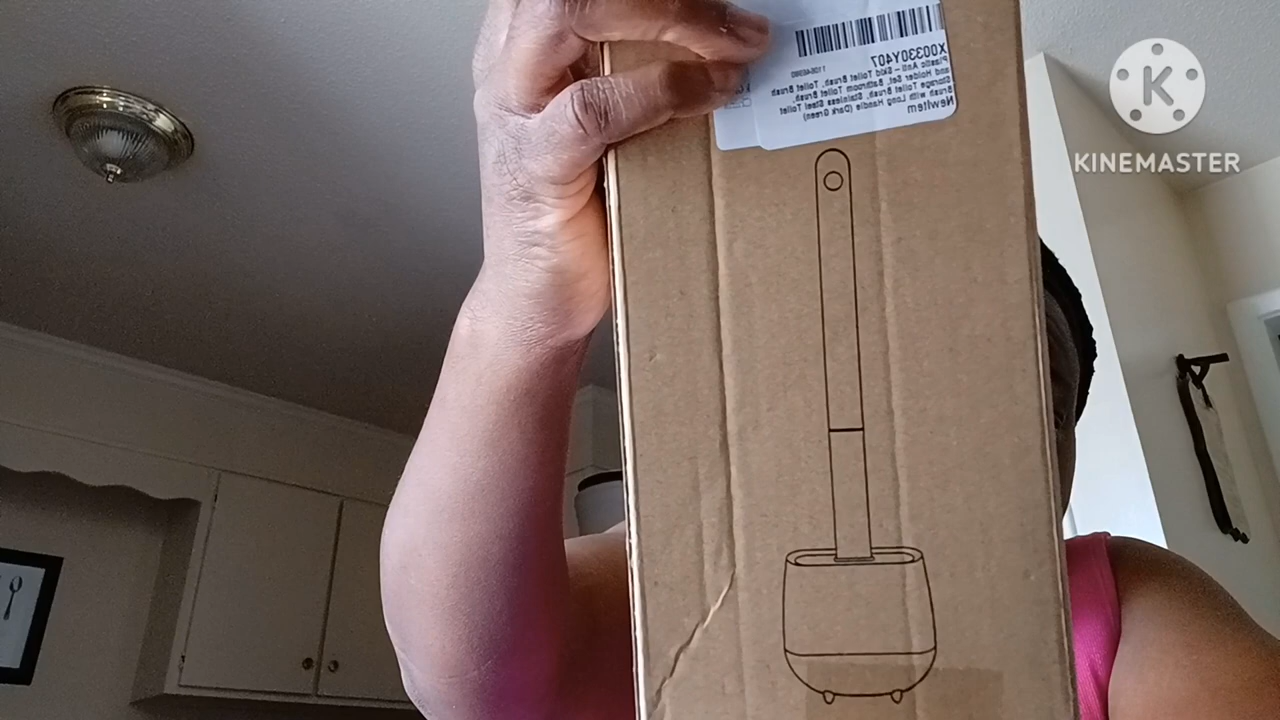 X00330Y407
Plastic Anti – Skid Toilet Brush, Toilet Brush
and Holder Set, Bathroom Toilet Brush,
Storage Toilet Brush, Stainless Steel Toilet
Brush with Long Handle (Dark Green)
NewItem
K
KINEMASTER